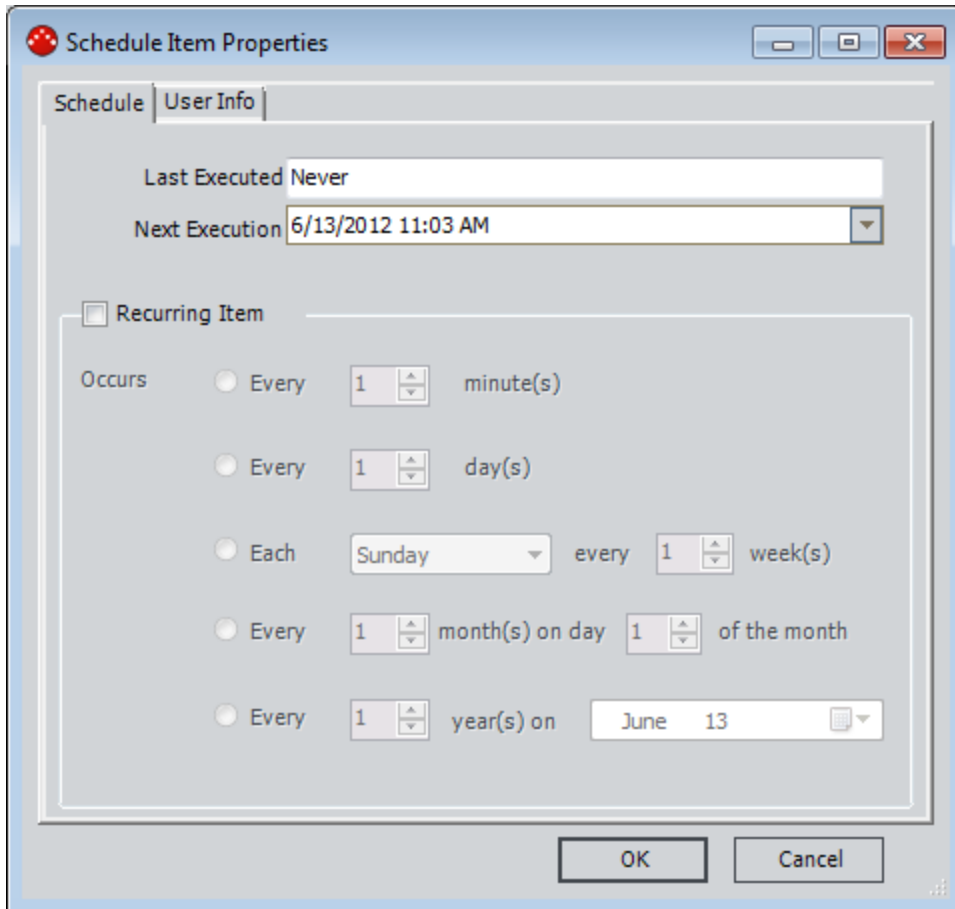 Schedule Item Properties
Schedule User Info
Last Executed Never
Next Execution 6/13/2012 11:03 AM
Recurring Item
Occurs Every 1 minute(s)
Every 1 day(s)
Each Sunday every 1 week(s)
Every 1 month(s) on day 1 of the month
Every 1 year(s) on June 13
OK Cancel